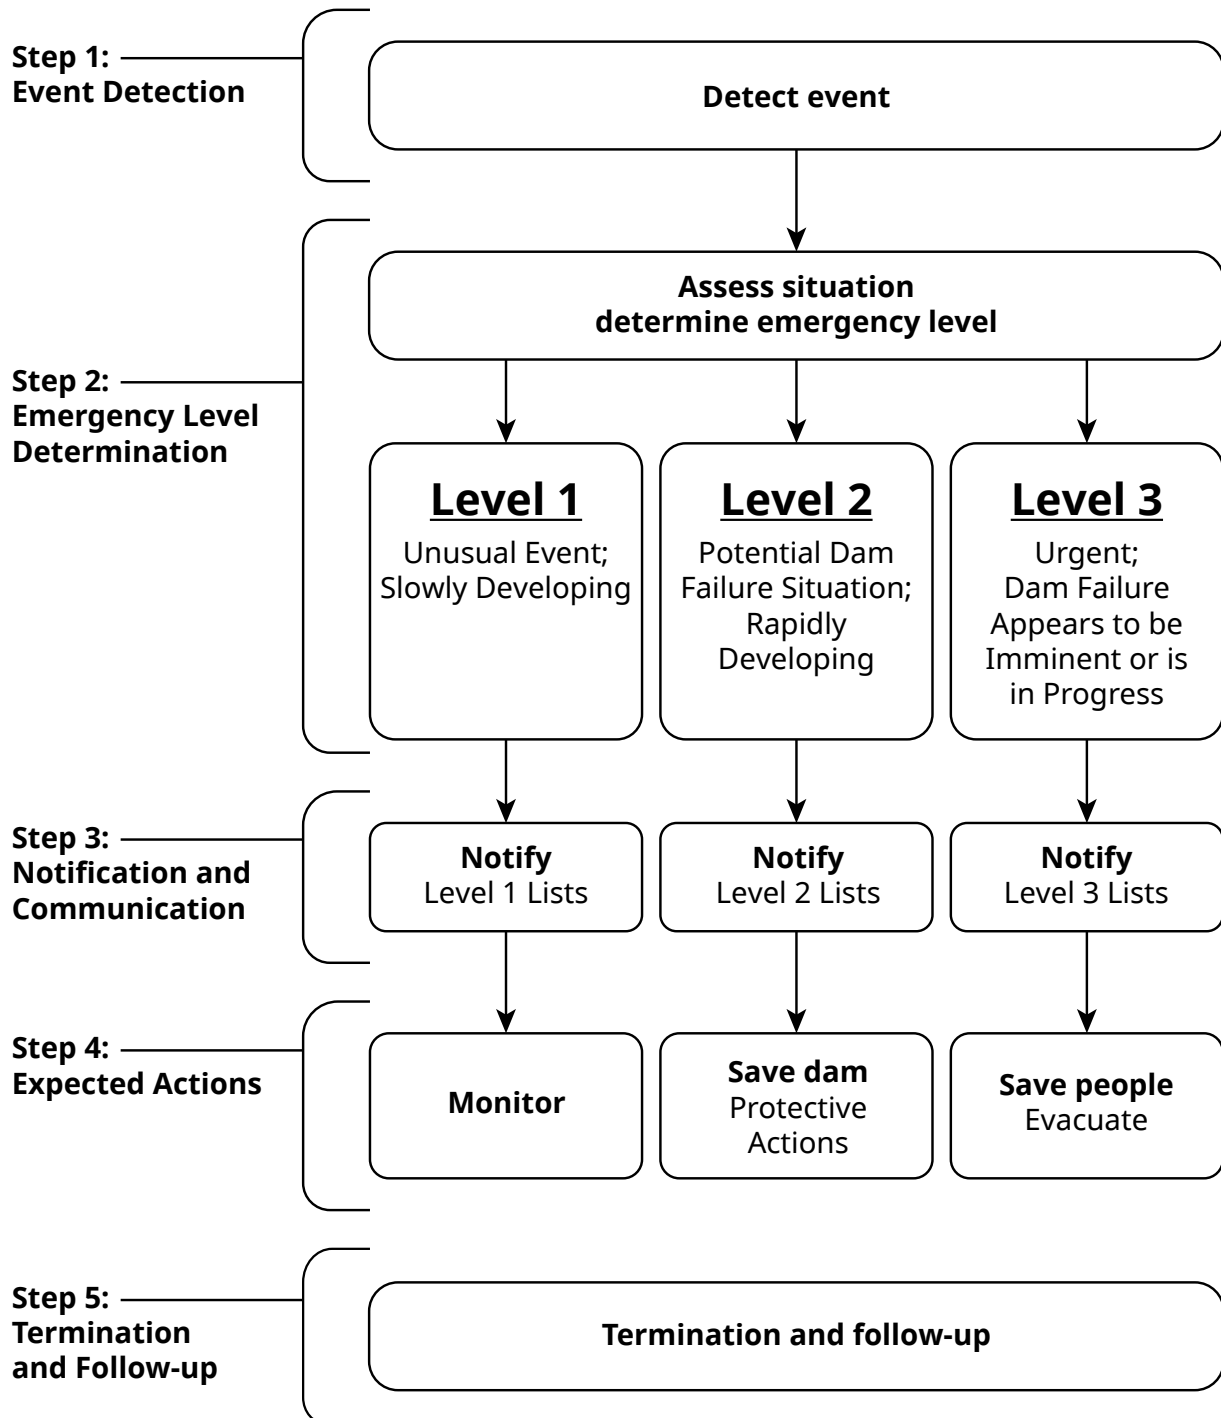 Step 1:
Event Detection
Detect event
Step 2:
Emergency Level
Determination
Assess situation
determine emergency level
Level 1
Unusual Event;
Slowly Developing
Level 2
Potential Dam
Failure Situation;
Rapidly
Developing
Level 3
Urgent;
Dam Failure
Appears to be
Imminent or is
in Progress
Step 3:
Notification and
Communication
Notify
Level 1 Lists
Notify
Level 2 Lists
Notify
Level 3 Lists
Step 4:
Expected Actions
Monitor
Save dam
Protective
Actions
Save people
Evacuate
Step 5:
Termination
and Follow-up
Termination and follow-up